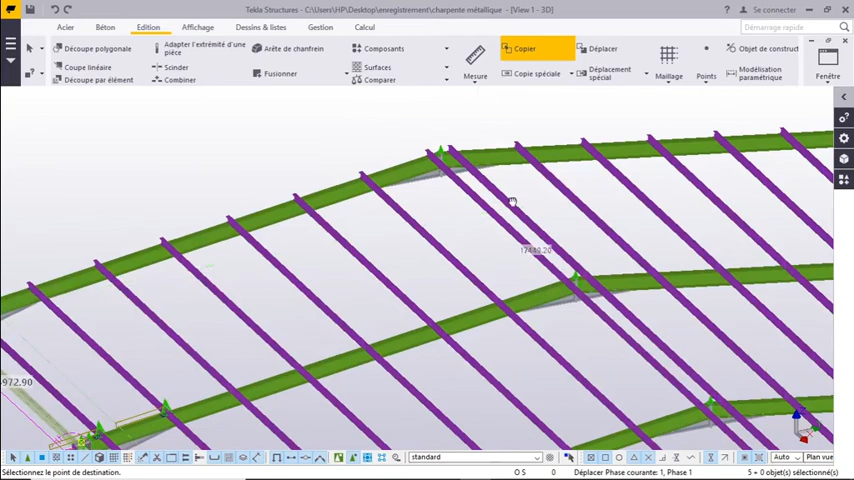 Tekla Structures - C:\Users\HP\Desktop\enregistrement\charpente métallique - [View 1 - 3D]
Se connecter
Acier Béton Edition Affichage Dessins & listes Gestion Calcul
Démarrage rapide
Découpe polygonale
Adapter l'extrémité d'une pièce
Arête de chanfrein
Composants
Copier
Déplacer
Objet de construct
Coupe linéaire
Scinder
Fusionner
Surfaces
Copie spéciale
Déplacement spécial
Modélisation paramétrique
Découpe par élément
Combiner
Comparer
Mesure
Maillage
Points
Fenêtre
17449.20
972.90
standard
Auto
Plan vue
Sélectionnez le point de destination.
O S
0
Déplacer Phase courante: 1, Phase 1
5 + 0 objet(s) sélectionné(s)